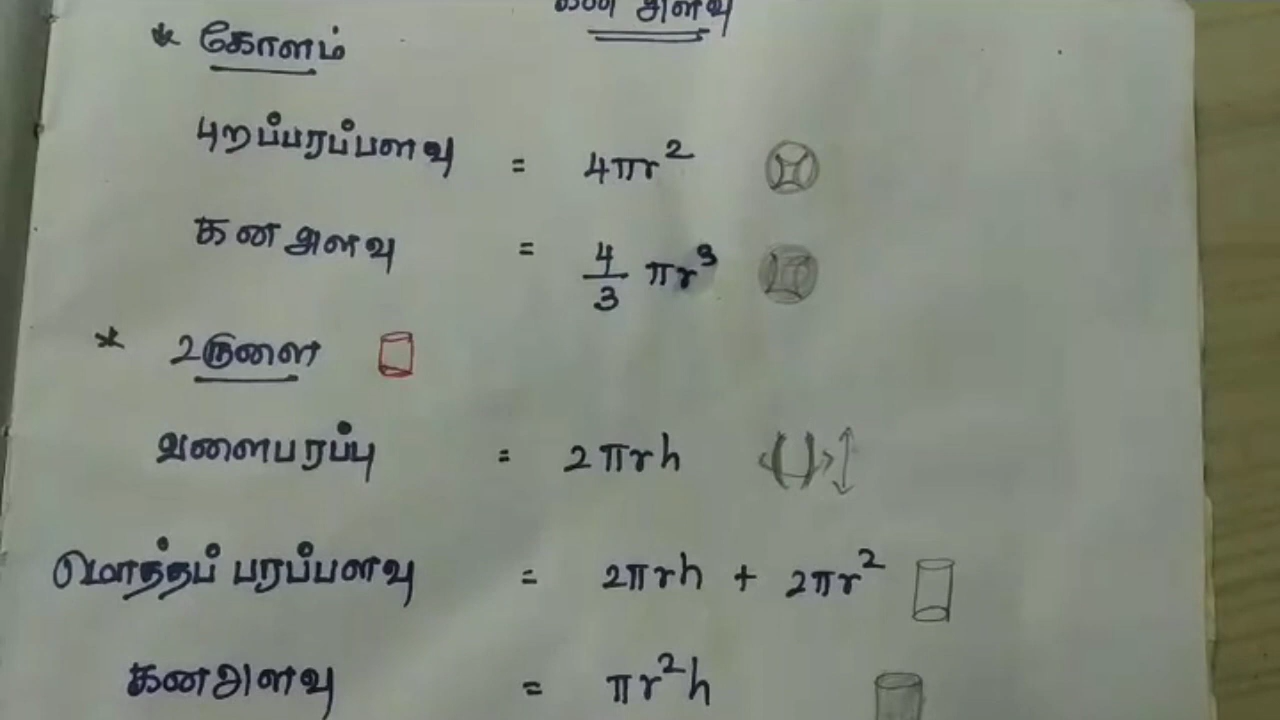 கன அளவு
* கோளம்
புறப்பரப்பளவு = 4πr²
கன அளவு = 4/3 πr³
* உருளை
வளைபரப்பு = 2πrh
மொத்தப் பரப்பளவு = 2πrh + 2πr²
கனஅளவு = πr²h